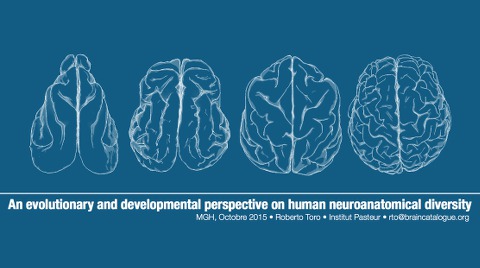 An evolutionary and developmental perspective on human neuroanatomical diversity
MGH, Octobre 2015 • Roberto Toro • Institut Pasteur • rto@braincatalogue.org